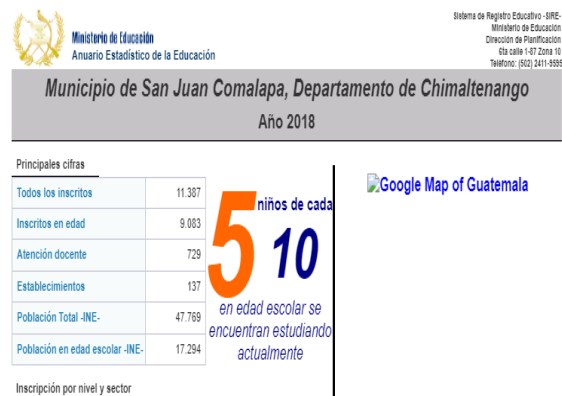 Ministerio de Educación
Anuario Estadístico de la Educación
Sistema de Registro Educativo -SIRE-
Ministerio de Educación
Dirección de Planificación
6ta calle 1-87 Zona 10
Teléfono: (502) 2411-9595
Municipio de San Juan Comalapa, Departamento de Chimaltenango
Año 2018
Principales cifras
Todos los inscritos 11.387
Inscritos en edad 9.083
Atención docente 729
Establecimientos 137
Población Total -INE- 47.769
Población en edad escolar -INE- 17.294
5 niños de cada
10
en edad escolar se
encuentran estudiando
actualmente
Google Map of Guatemala
Inscripción por nivel y sector